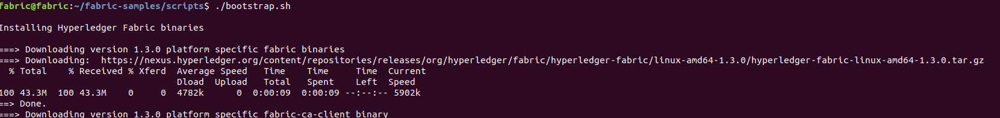 fabric@fabric:~/fabric-samples/scripts$ ./bootstrap.sh
Installing Hyperledger Fabric binaries
===> Downloading version 1.3.0 platform specific fabric binaries
===> Downloading:  https://nexus.hyperledger.org/content/repositories/releases/org/hyperledger/fabric/hyperledger-fabric/linux-amd64-1.3.0/hyperledger-fabric-linux-amd64-1.3.0.tar.gz
  % Total    % Received % Xferd  Average Speed   Time    Time     Time  Current
                                 Dload  Upload   Total   Spent    Left  Speed
100 43.3M  100 43.3M    0     0  4782k      0  0:00:09  0:00:09 --:--:-- 5902k
==> Done.
===> Downloading version 1.3.0 platform specific fabric-ca-client binary